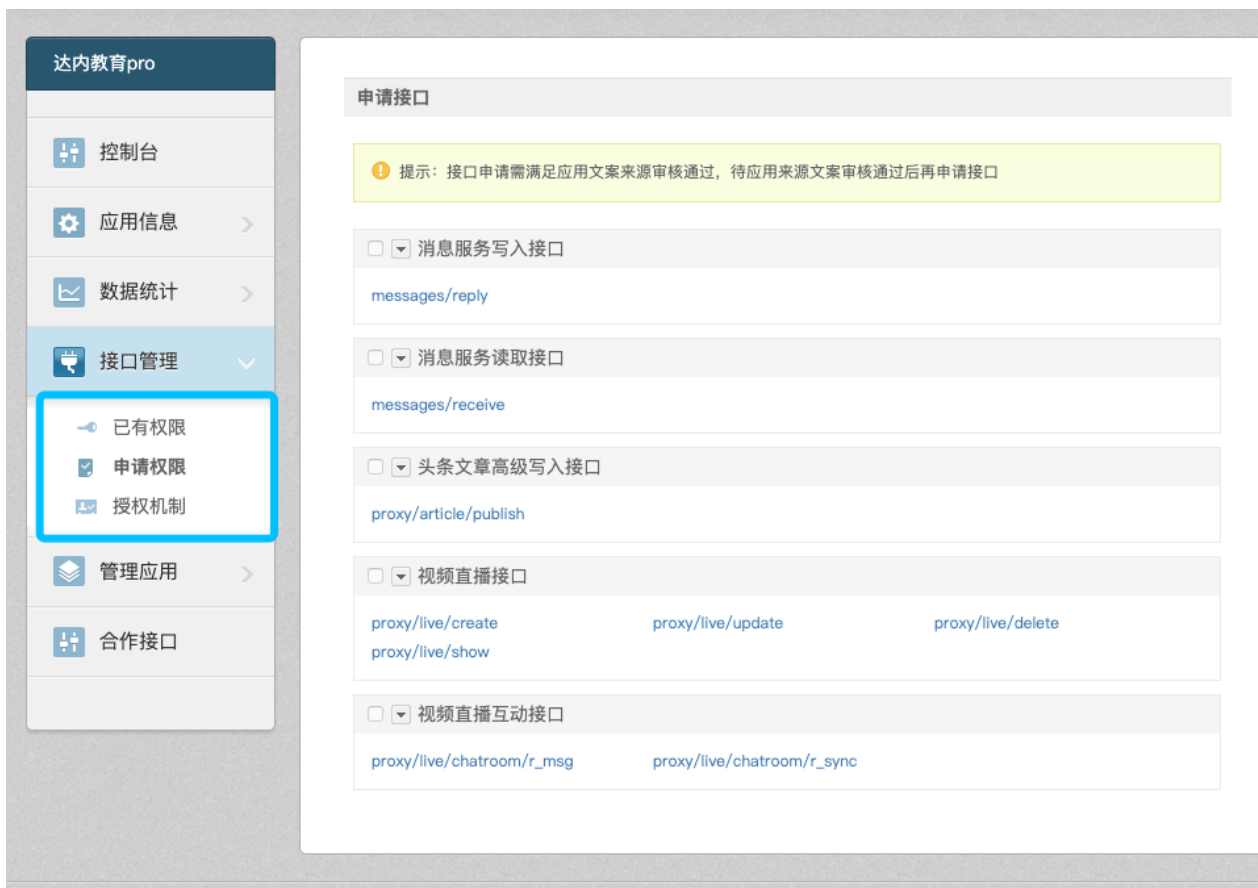 达内教育pro
控制台
应用信息
数据统计
接口管理
已有权限
申请权限
授权机制
管理应用
合作接口
申请接口
提示：接口申请需满足应用文案来源审核通过，待应用来源文案审核通过后再申请接口
消息服务写入接口
messages/reply
消息服务读取接口
messages/receive
头条文章高级写入接口
proxy/article/publish
视频直播接口
proxy/live/create proxy/live/update proxy/live/delete
proxy/live/show
视频直播互动接口
proxy/live/chatroom/r_msg proxy/live/chatroom/r_sync